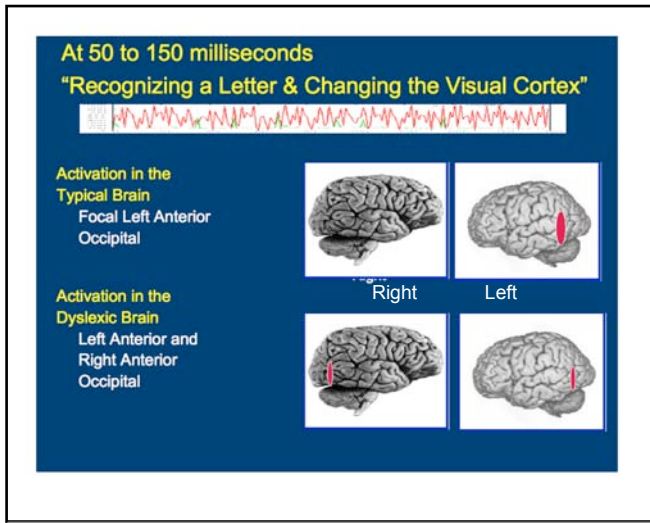 At 50 to 150 milliseconds
“Recognizing a Letter & Changing the Visual Cortex”
Activation in the
Typical Brain
Focal Left Anterior
Occipital
Right Left
Activation in the
Dyslexic Brain
Left Anterior and
Right Anterior
Occipital